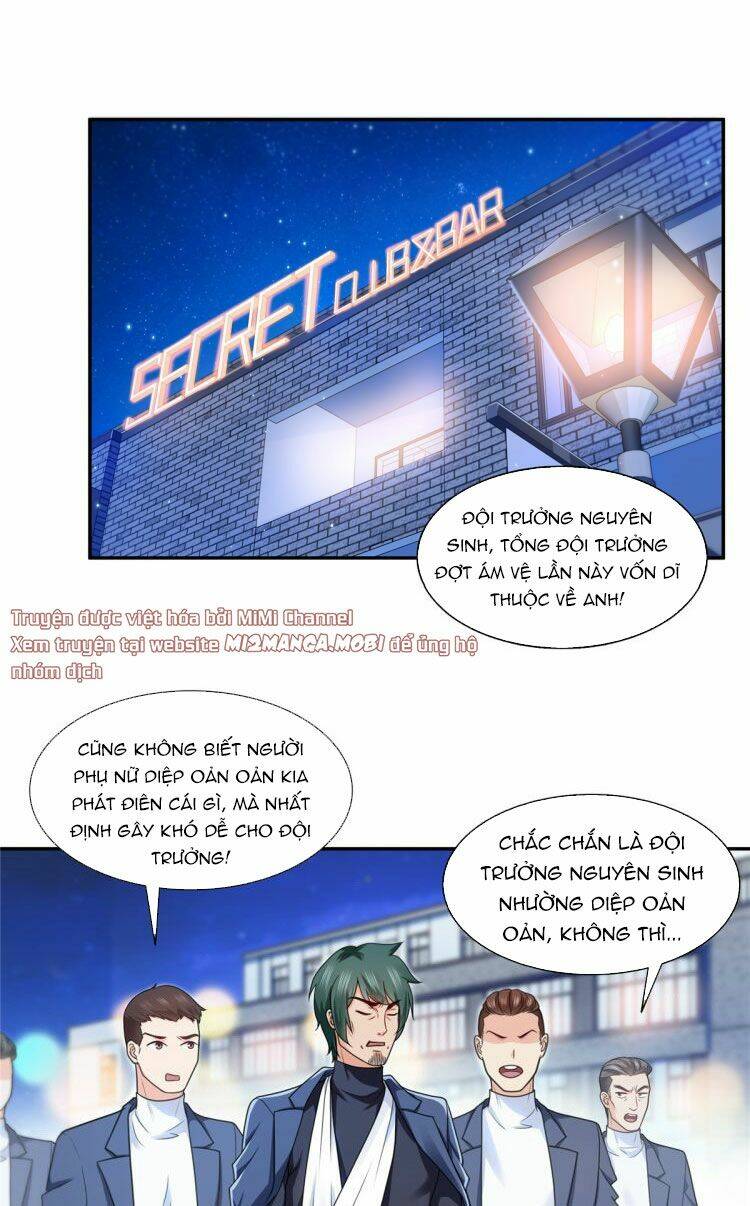 SECRET CLUB&BAR
ĐỘI TRƯỞNG NGUYÊN
SINH, TỔNG ĐỘI TRƯỞNG
ĐỢT ÁM VỆ LẦN NÀY VỐN DĨ
THUỘC VỀ ANH!
Truyện được việt hóa bởi MiMi Channel
Xem truyện tại website MI2MANGA.MOBI để ủng hộ
nhóm dịch
CŨNG KHÔNG BIẾT NGƯỜI
PHỤ NỮ DIỆP OẢN OẢN KIA
PHÁT ĐIÊN CÁI GÌ, MÀ NHẤT
ĐỊNH GÂY KHÓ DỄ CHO ĐỘI
TRƯỞNG!
CHẮC CHẮN LÀ ĐỘI
TRƯỞNG NGUYÊN SINH
NHƯỜNG DIỆP OẢN
OẢN, KHÔNG THÌ...